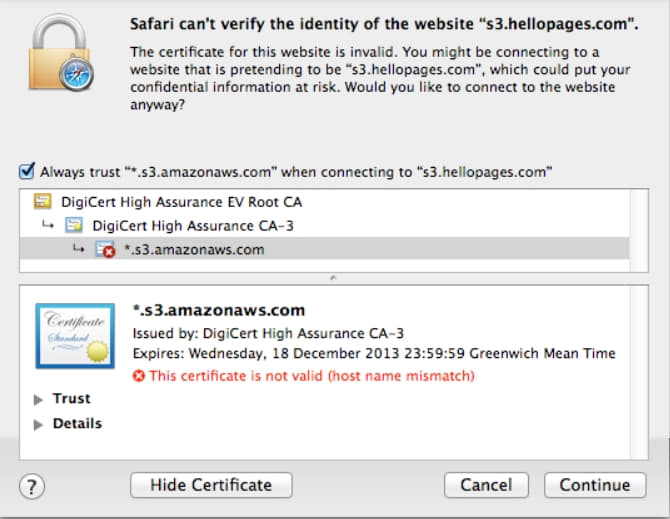 Safari can't verify the identity of the website “s3.hellopages.com”.
The certificate for this website is invalid. You might be connecting to a
website that is pretending to be “s3.hellopages.com”, which could put your
confidential information at risk. Would you like to connect to the website
anyway?
Always trust “*.s3.amazonaws.com” when connecting to “s3.hellopages.com”
DigiCert High Assurance EV Root CA
DigiCert High Assurance CA-3
*.s3.amazonaws.com
Certificate
Standard
*.s3.amazonaws.com
Issued by: DigiCert High Assurance CA-3
Expires: Wednesday, 18 December 2013 23:59:59 Greenwich Mean Time
This certificate is not valid (host name mismatch)
Trust
Details
?
Hide Certificate
Cancel
Continue